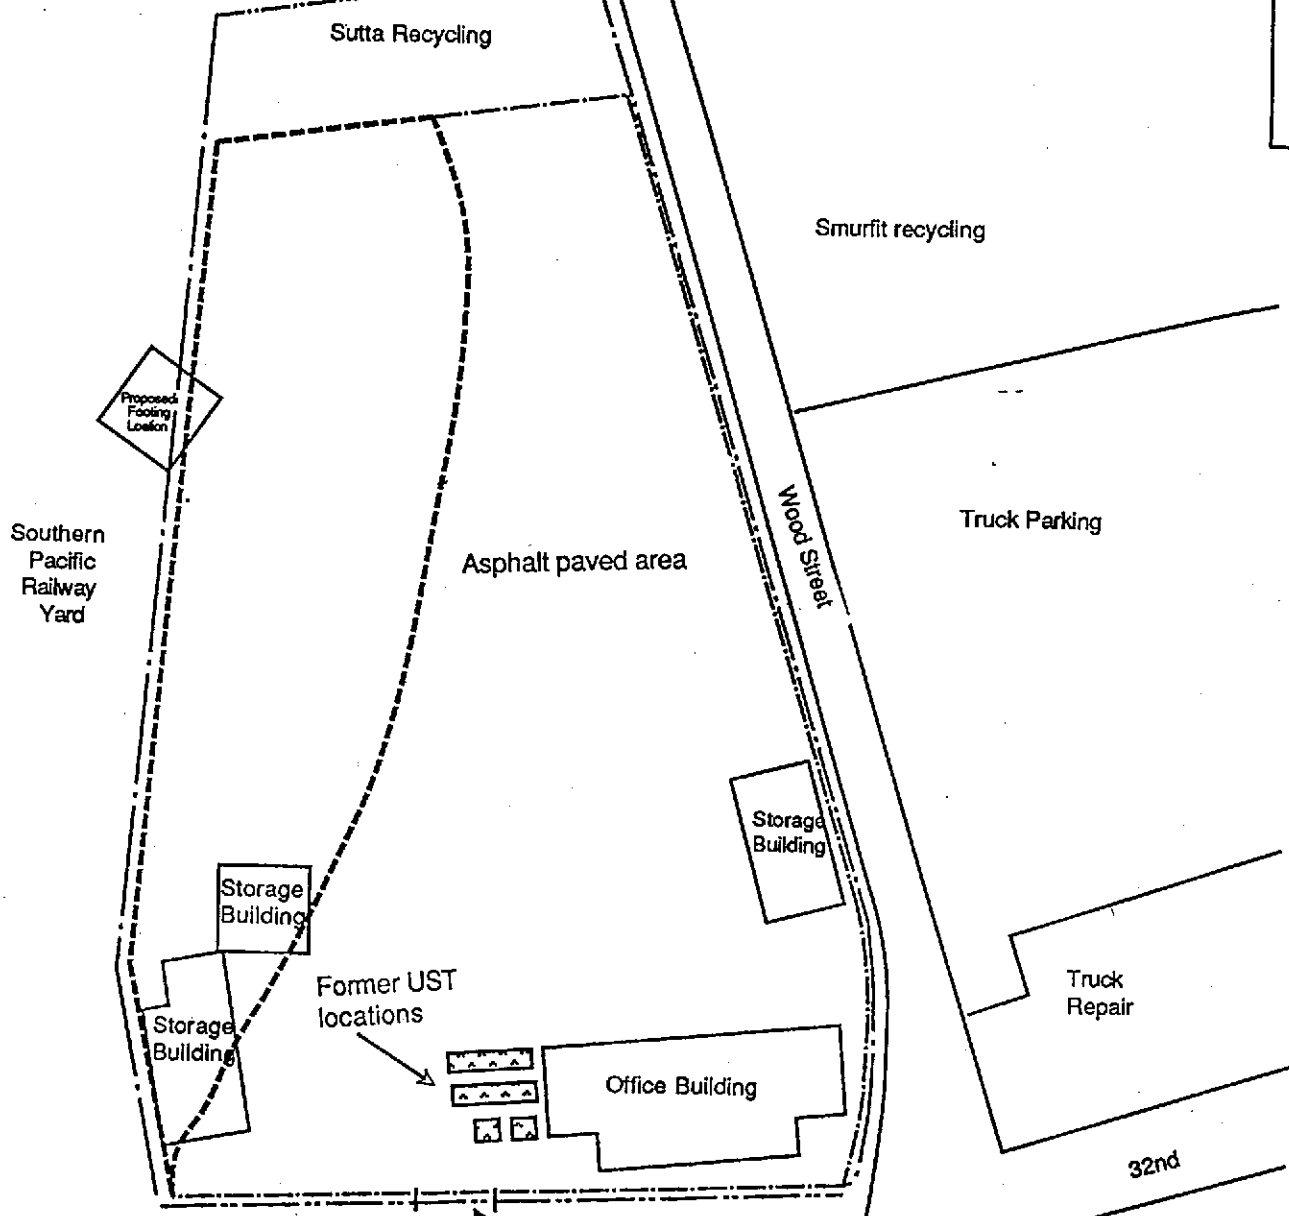 Sutta Recycling
Smurfit recycling
Proposed
Footing
Loation
Wood Street
Truck Parking
Southern
Pacific
Railway
Yard
Asphalt paved area
Storage
Building
Storage
Building
Former UST
locations
Truck
Repair
Storage
Building
Office Building
32nd